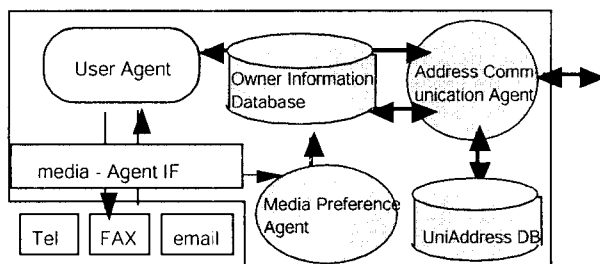 User Agent
Owner Information
Database
Address Comm-
unication Agent
media - Agent IF
Media Preference
Agent
Tel
FAX
email
UniAddress DB